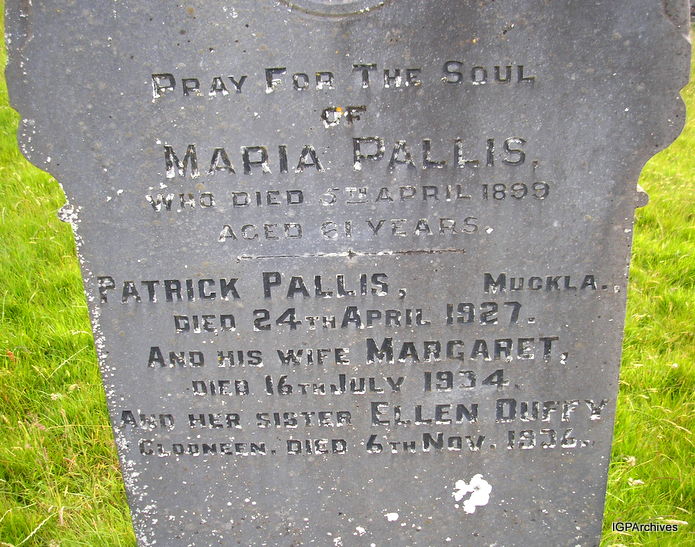 PRAY FOR THE SOUL
OF
MARIA PALLIS,
WHO DIED 5TH APRIL 1899
AGED 61 YEARS.
PATRICK PALLIS, MUCKLA.,
DIED 24TH APRIL 1927.
AND HIS WIFE MARGARET,
DIED 16TH JULY 1934.
AND HER SISTER ELLEN DUFFY
CLOONEEN. DIED 6TH NOV. 1936.
IGPArchives